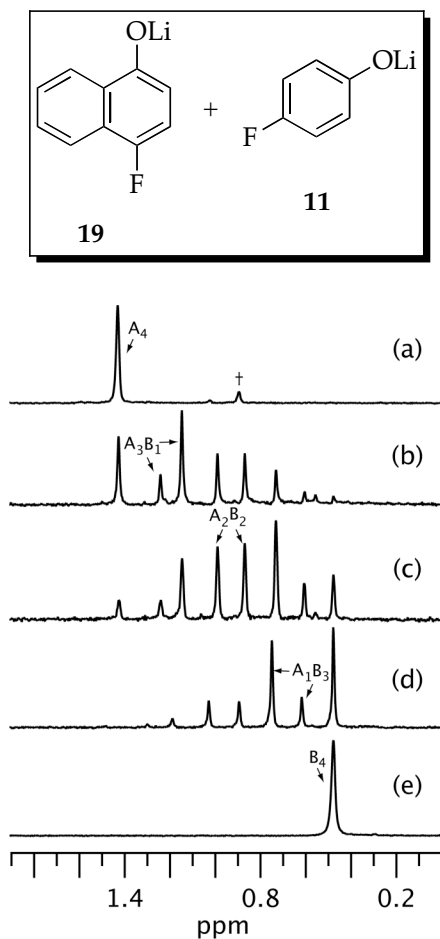 OLi
OLi
+
F
F
19
11
A₄
†
(a)
A₃B₁
(b)
A₂B₂
(c)
A₁B₃
(d)
B₄
(e)
1.4 0.8 0.2
ppm